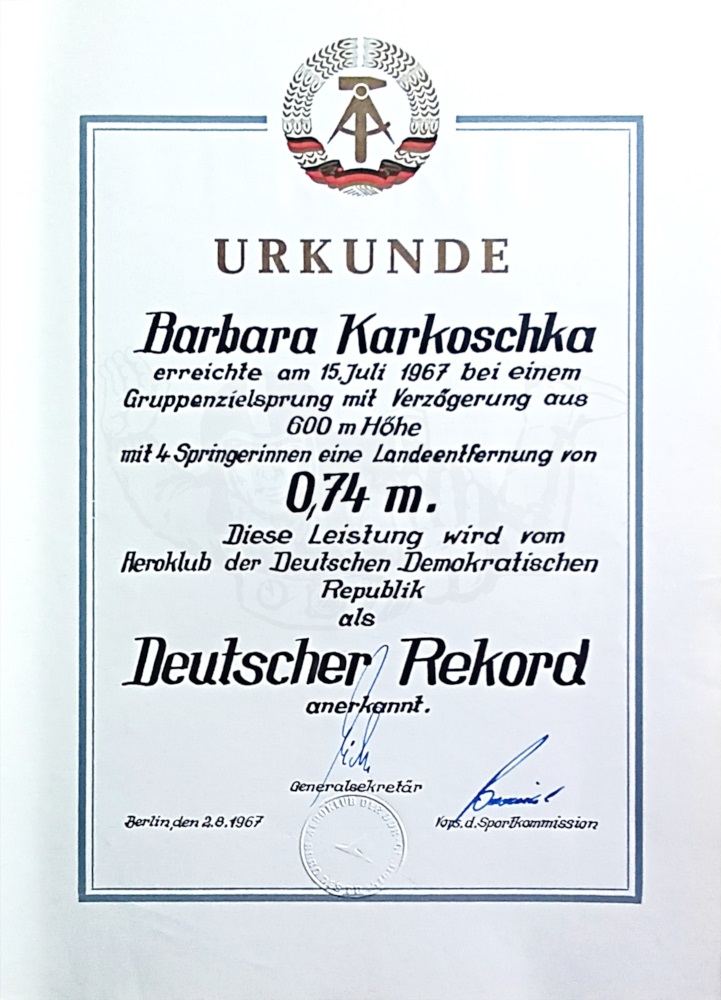 URKUNDE
Barbara Karkoschka
erreichte am 15. Juli 1967 bei einem
Gruppenzielsprung mit Verzögerung aus
600 m Höhe
mit 4 Springerinnen eine Landeentfernung von
0,74 m.
Diese Leistung wird vom
Aeroklub der Deutschen Demokratischen
Republik
als
Deutscher Rekord
anerkannt.
Generalsekretär
Berlin, den 2.8.1967
Vors. d. Sportkommission